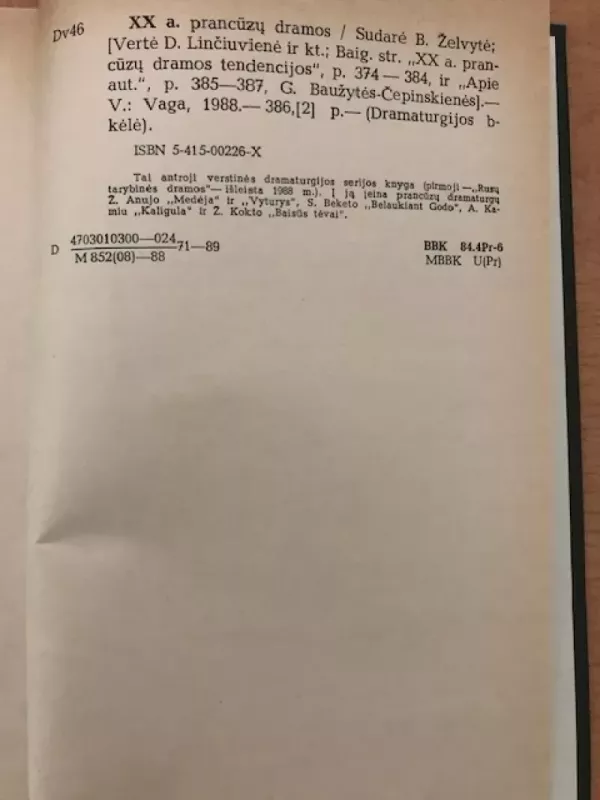 Dv46 XX a. prancūzų dramos / Sudarė B. Želvytė;
[Vertė D. Linčiuvienė ir kt.; Baig. str. „XX a. pran-
cūzų dramos tendencijos“, p. 374—384, ir „Apie
aut.“, p. 385—387, G. Baužytės-Čepinskienės].—
V.: Vaga, 1988.— 386,[2] p.— (Dramaturgijos b-
kėlė).
ISBN 5-415-00226-X
Tai antroji verstinės dramaturgijos serijos knyga (pirmoji —„Rusų
tarybinės dramos“— išleista 1988 m.). Į ją įeina prancūzų dramaturgų
Ž. Anujo „Medėja“ ir „Vyturys“, S. Beketo „Belaukiant Godo“, A. Ka-
miu „Kaligula“ ir Ž. Kokto „Baisūs tėvai“.
D 4703010300—024 71—89
M 852(08)—88
BBK 84.4Pr-6
MBBK U(Pr)